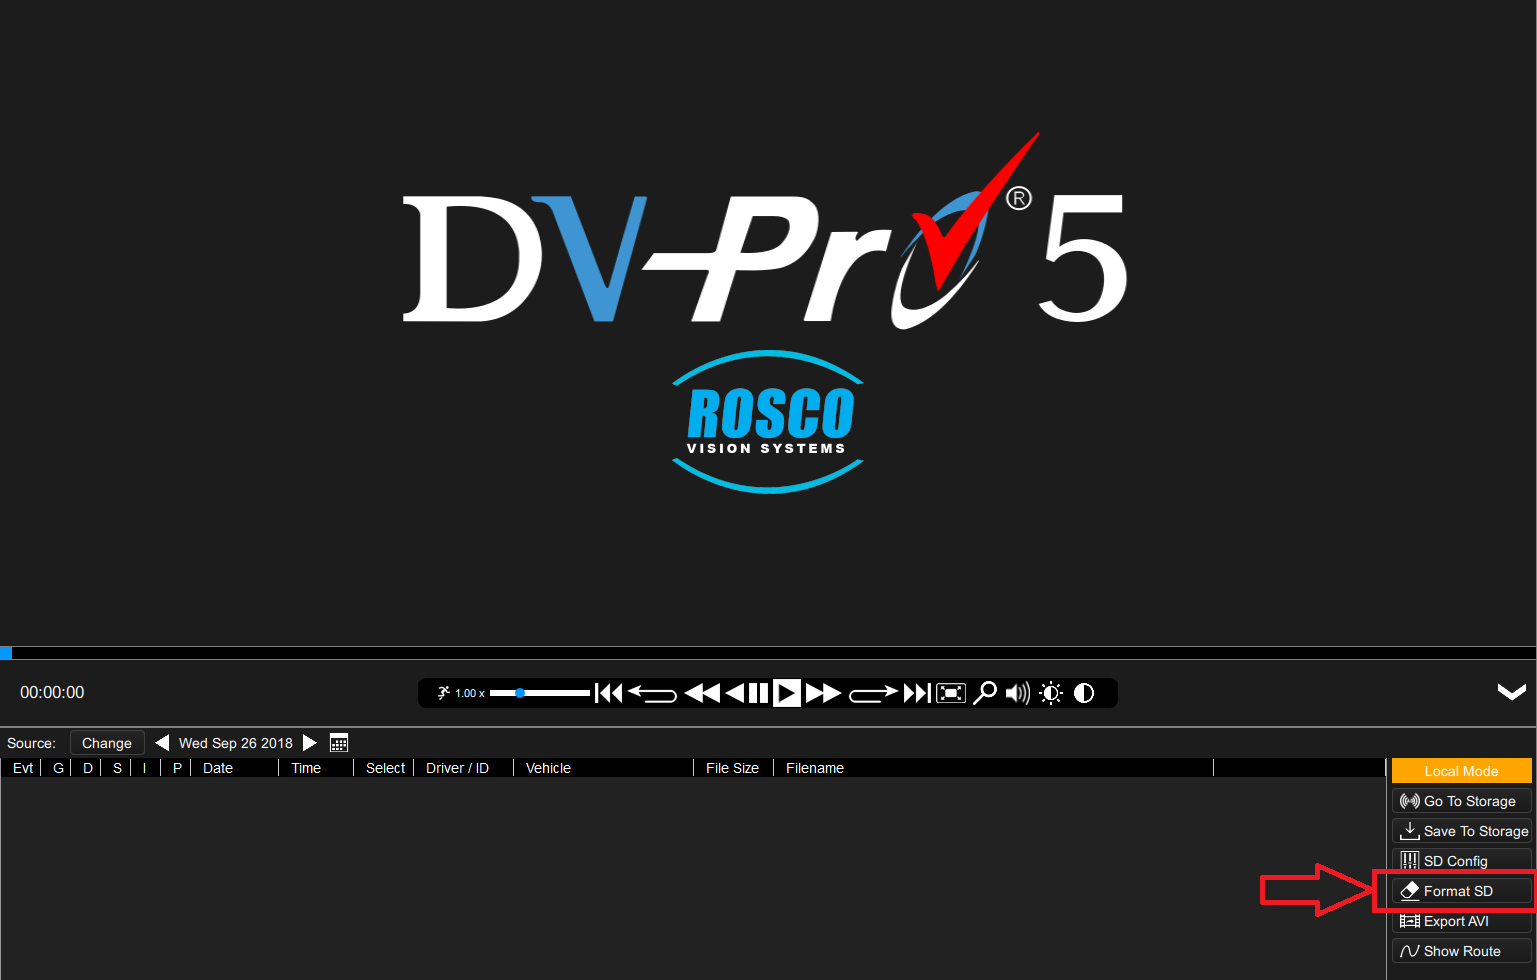 DV-Pro® 5
ROSCO
VISION SYSTEMS
00:00:00
1.00 x
Source: Change Wed Sep 26 2018
Evt G D S I P Date Time Select Driver / ID Vehicle File Size Filename
Local Mode
Go To Storage
Save To Storage
SD Config
Format SD
Export AVI
Show Route